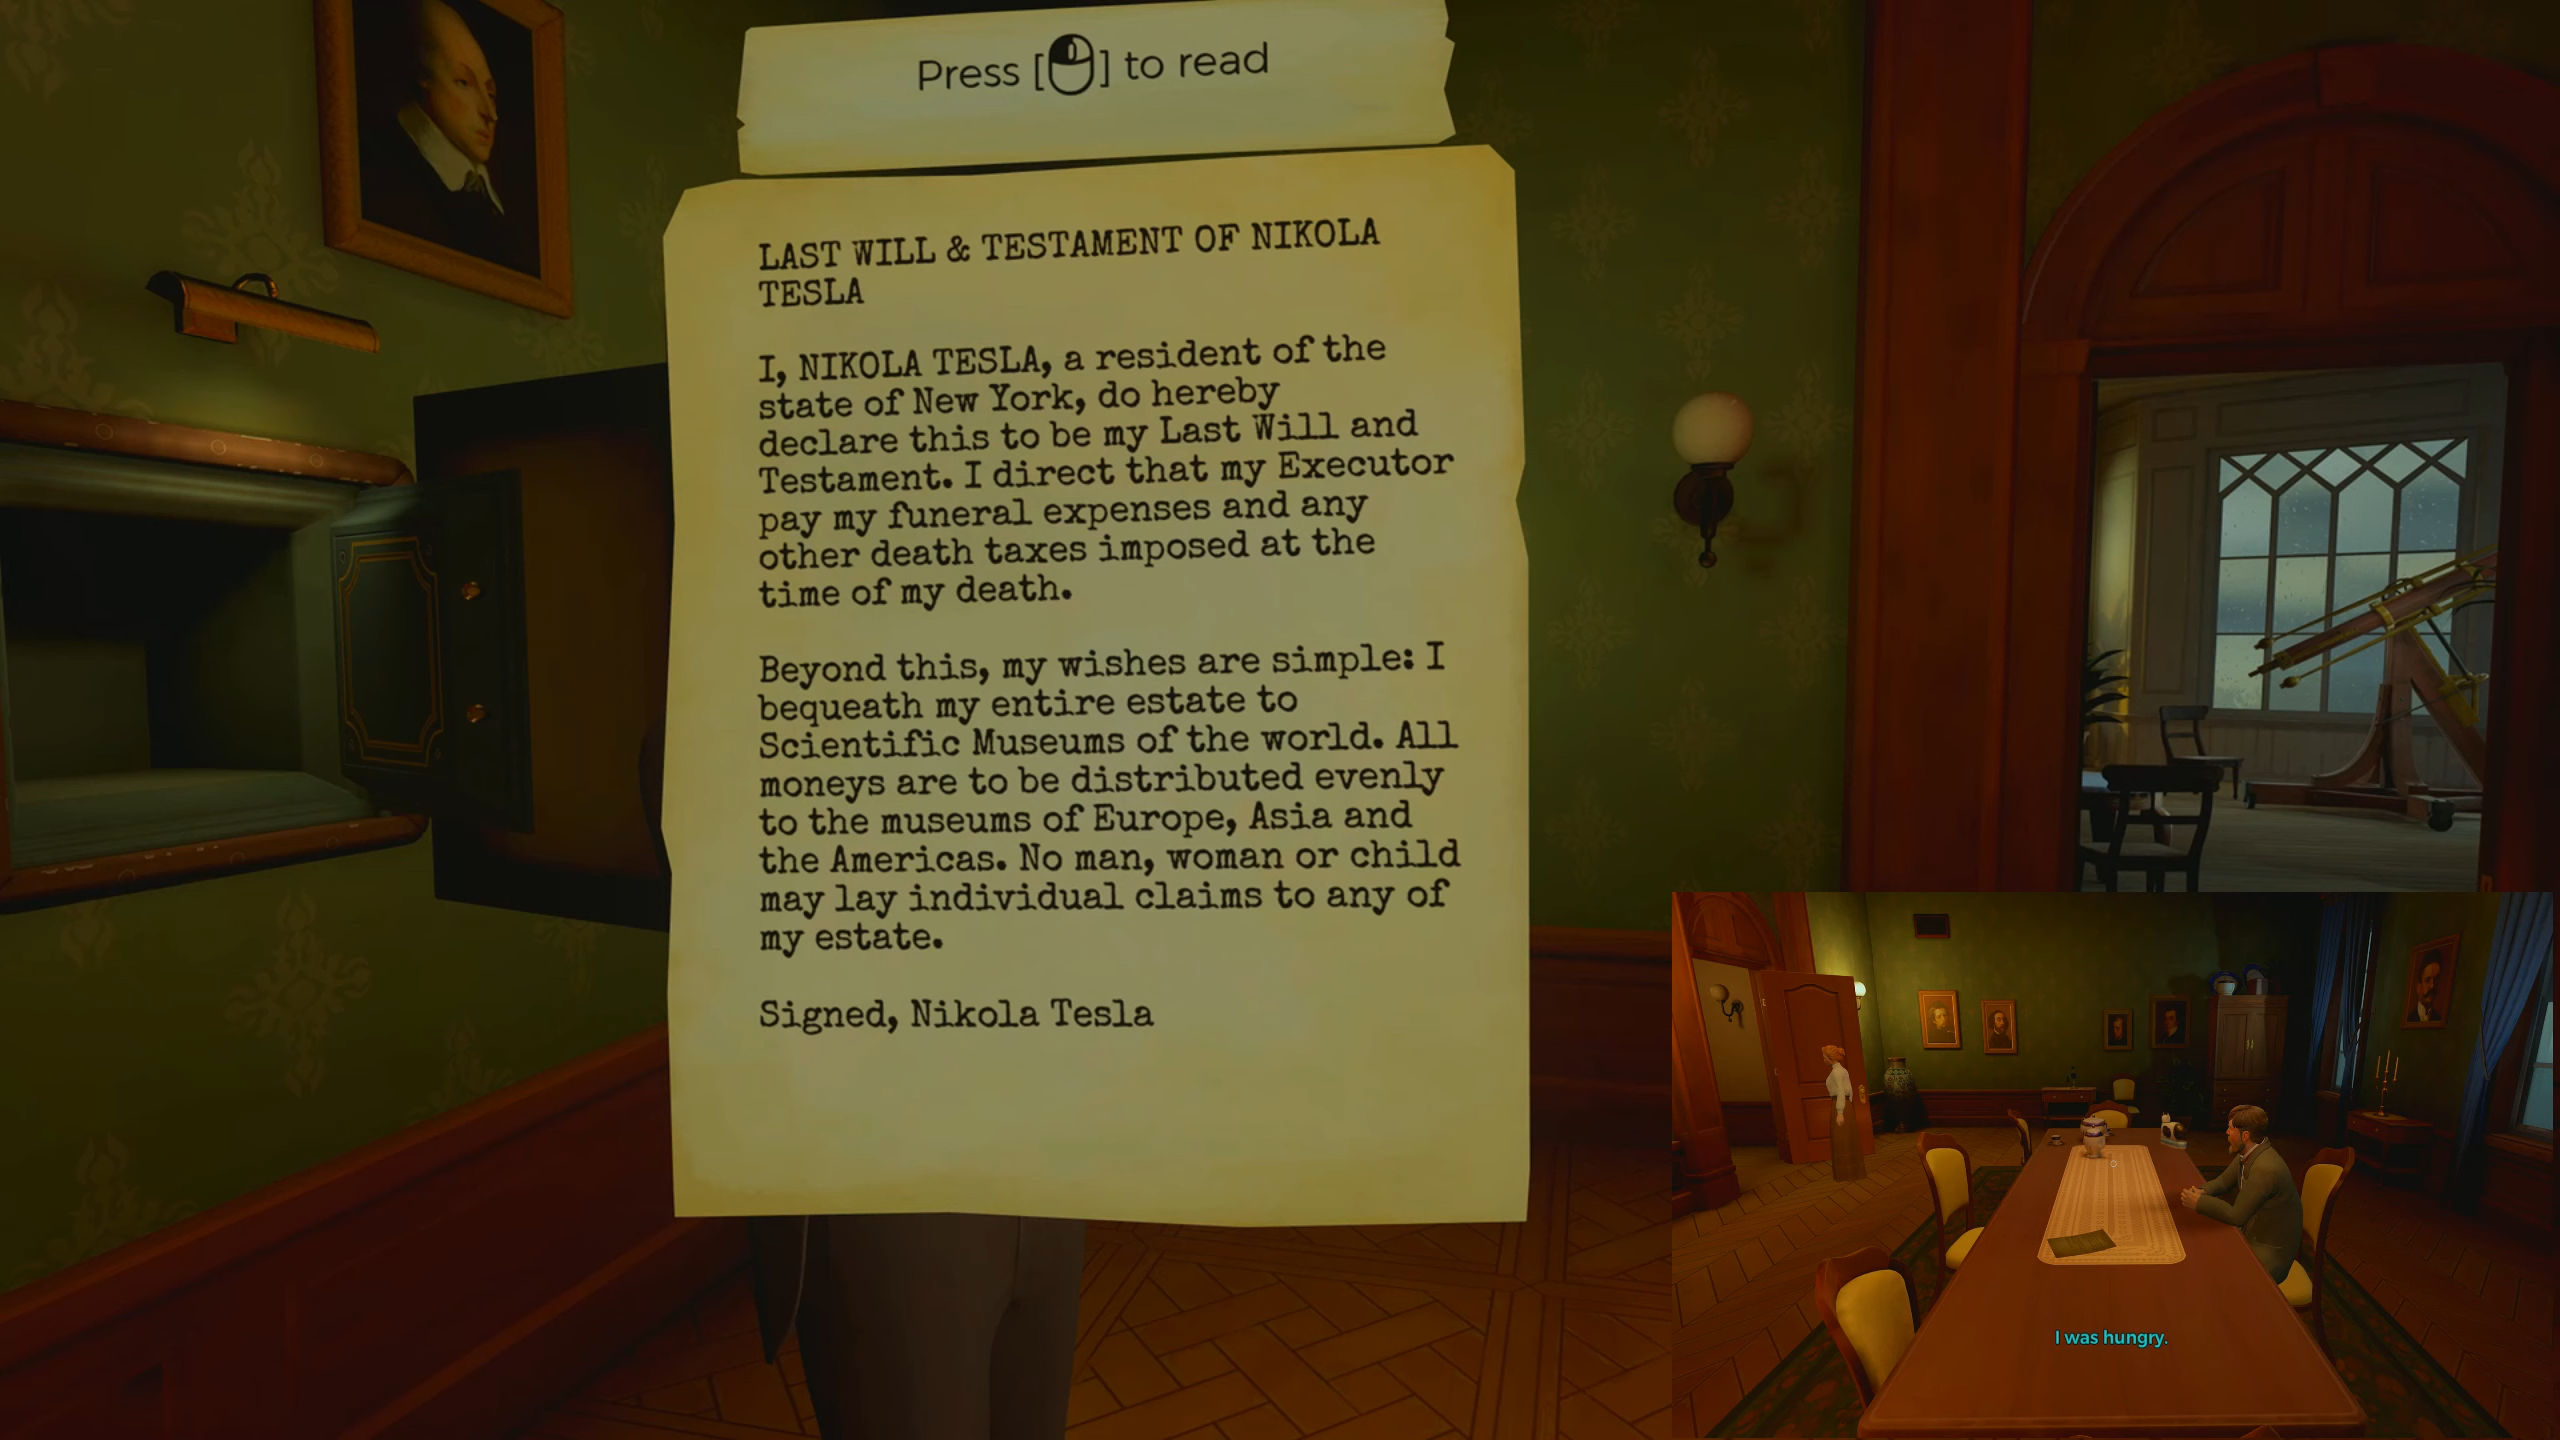 Press [] to read
LAST WILL & TESTAMENT OF NIKOLA
TESLA
I, NIKOLA TESLA, a resident of the
state of New York, do hereby
declare this to be my Last Will and
Testament. I direct that my Executor
pay my funeral expenses and any
other death taxes imposed at the
time of my death.
Beyond this, my wishes are simple: I
bequeath my entire estate to
Scientific Museums of the world. All
moneys are to be distributed evenly
to the museums of Europe, Asia and
the Americas. No man, woman or child
may lay individual claims to any of
my estate.
Signed, Nikola Tesla
I was hungry.